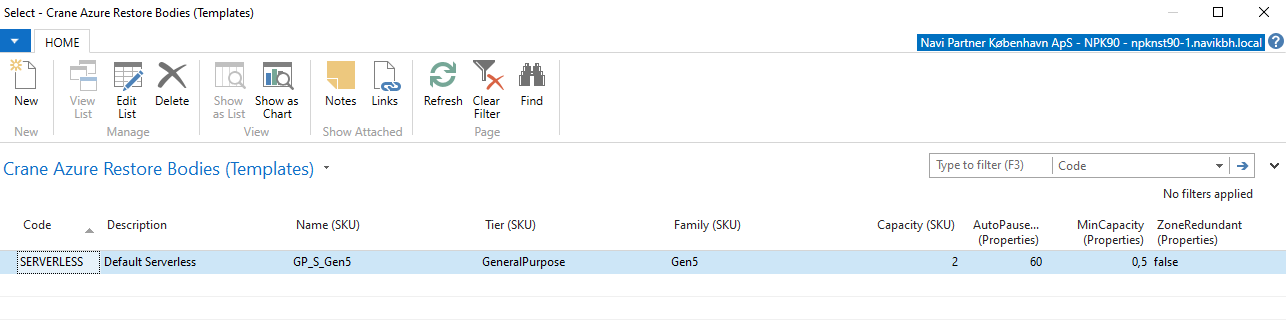 Select - Crane Azure Restore Bodies (Templates)
HOME
Navi Partner København ApS - NPK90 - npknst90-1.navikbh.local
New
View List
Edit List
Delete
Show as List
Show as Chart
Notes
Links
Refresh
Clear Filter
Find
New
Manage
View
Show Attached
Page
Crane Azure Restore Bodies (Templates)
Type to filter (F3)
Code
No filters applied
Code
Description
Name (SKU)
Tier (SKU)
Family (SKU)
Capacity (SKU)
AutoPause... (Properties)
MinCapacity (Properties)
ZoneRedundant (Properties)
SERVERLESS
Default Serverless
GP_S_Gen5
GeneralPurpose
Gen5
2
60
0,5
false